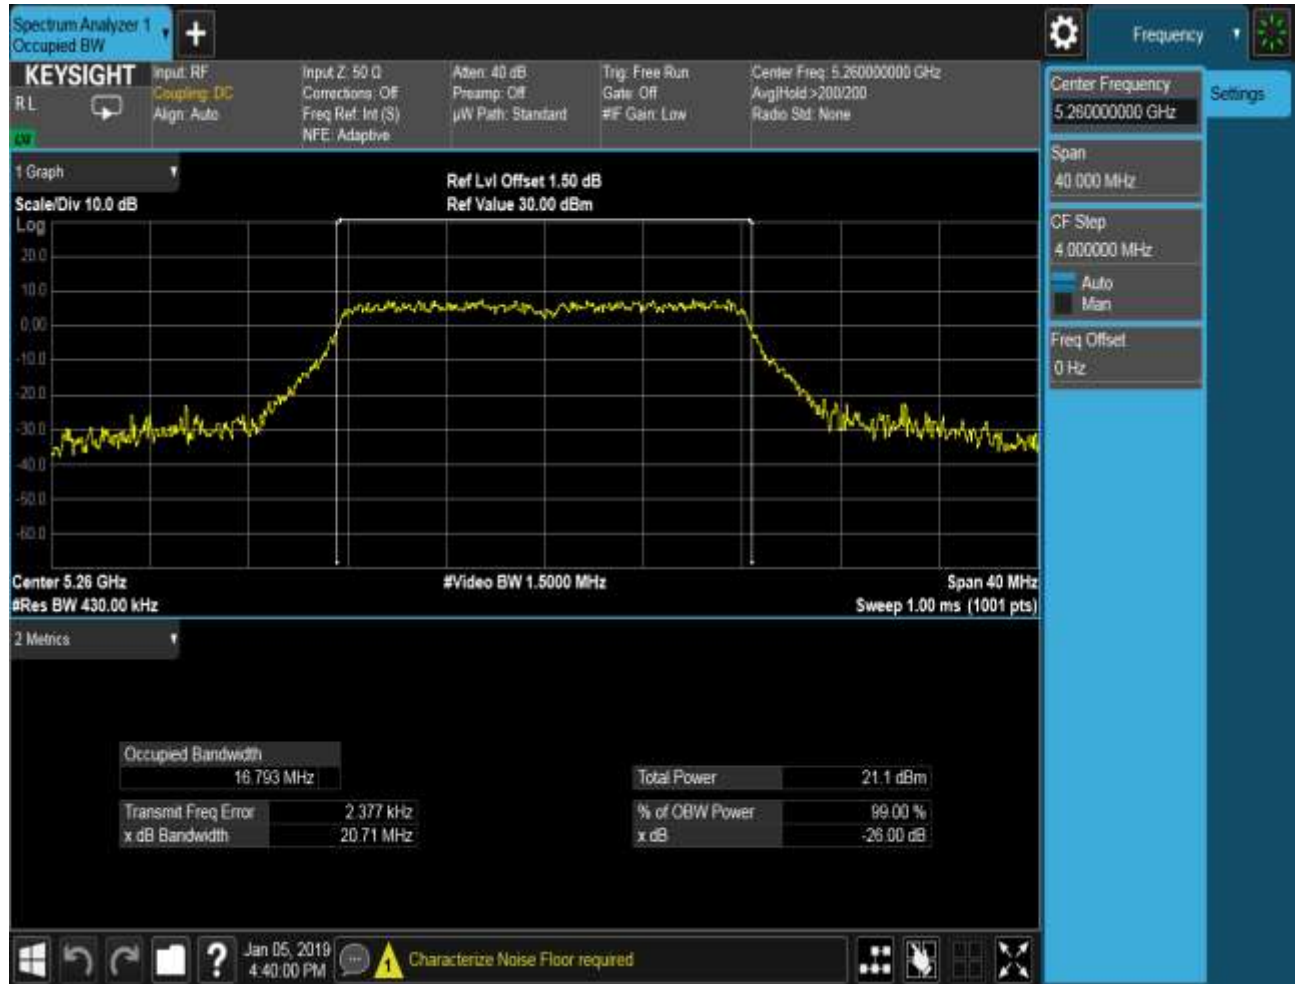 Spectrum Analyzer 1
Occupied BW
Frequency
KEYSIGHT
RL
LXI
Input: RF
Coupling: DC
Align: Auto
Input Z: 50 Ω
Corrections: Off
Freq Ref: Int (S)
NFE: Adaptive
Atten: 40 dB
Preamp: Off
µW Path: Standard
Trig: Free Run
Gate: Off
#IF Gain: Low
Center Freq: 5.260000000 GHz
Avg|Hold:>200/200
Radio Std: None
Center Frequency
5.260000000 GHz
Settings
Span
40.000 MHz
CF Step
4.000000 MHz
Auto
Man
Freq Offset
0 Hz
1 Graph
Scale/Div 10.0 dB
Ref Lvl Offset 1.50 dB
Ref Value 30.00 dBm
Log
20.0
10.0
0.00
-10.0
-20.0
-30.0
-40.0
-50.0
-60.0
Center 5.26 GHz
#Video BW 1.5000 MHz
Span 40 MHz
#Res BW 430.00 kHz
Sweep 1.00 ms (1001 pts)
2 Metrics
Occupied Bandwidth
16.793 MHz
Total Power 21.1 dBm
Transmit Freq Error 2.377 kHz
% of OBW Power 99.00 %
x dB Bandwidth 20.71 MHz
x dB -26.00 dB
Jan 05, 2019
4:40:00 PM
1
Characterize Noise Floor required